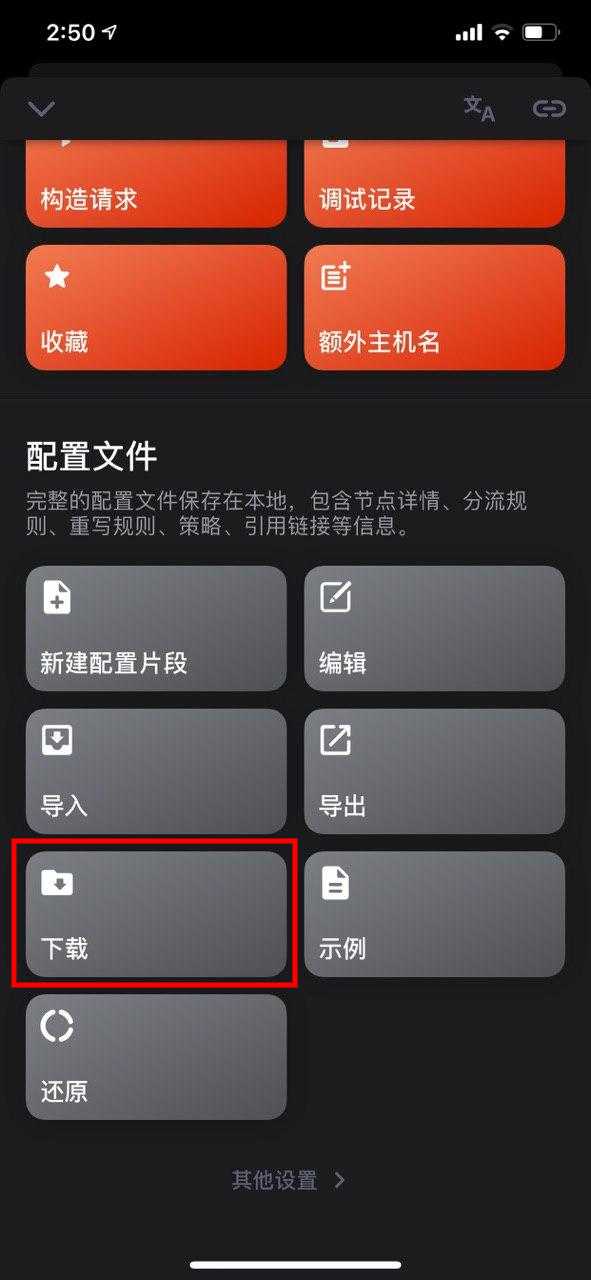 2:50
文A
构造请求
调试记录
收藏
额外主机名
配置文件
完整的配置文件保存在本地，包含节点详情、分流规
则、重写规则、策略、引用链接等信息。
新建配置片段
编辑
导入
导出
下载
示例
还原
其他设置